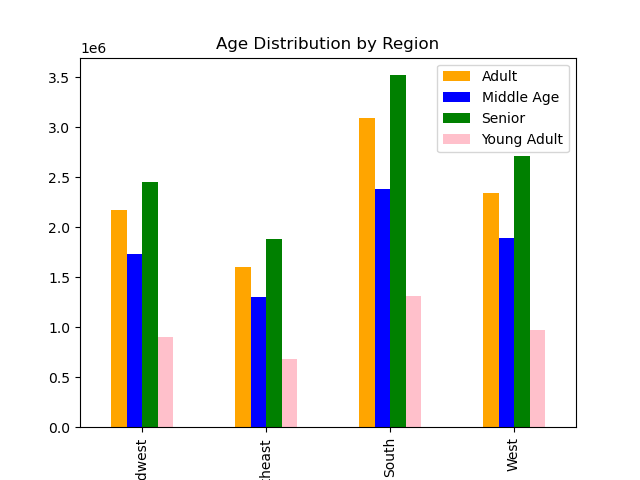 Age Distribution by Region
1e6
Adult
Middle Age
Senior
Young Adult
3.5
3.0
2.5
2.0
1.5
1.0
0.5
0.0
dwest
heast
South
West